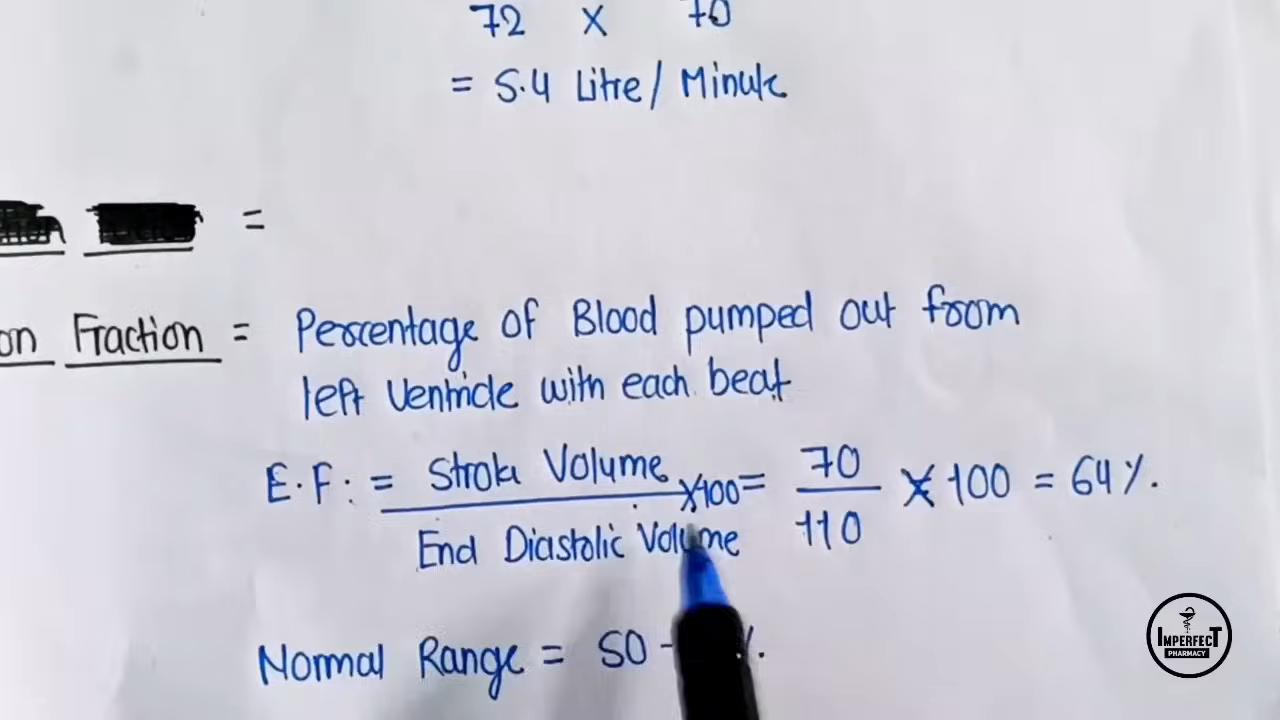 72 x 70
= 5.4 Litre/ Minute
=
on Fraction = Percentage of Blood pumped out from
left Ventricle with each beat
E.F: = Stroke Volume x100 = 70 x 100 = 64%.
End Diastolic Volume 110
Normal Range = 50 - %.
IMPERFECT
PHARMACY